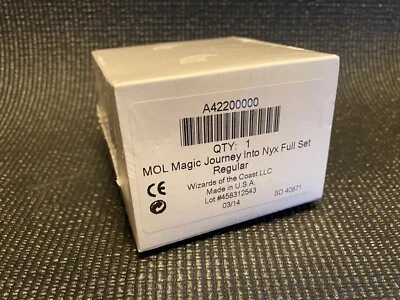 A42200000
QTY: 1
MOL Magic Journey Into Nyx Full Set
Regular
Wizards of the Coast LLC
Made in U.S.A.
Lot #458312543
03/14
SD 40871
CE